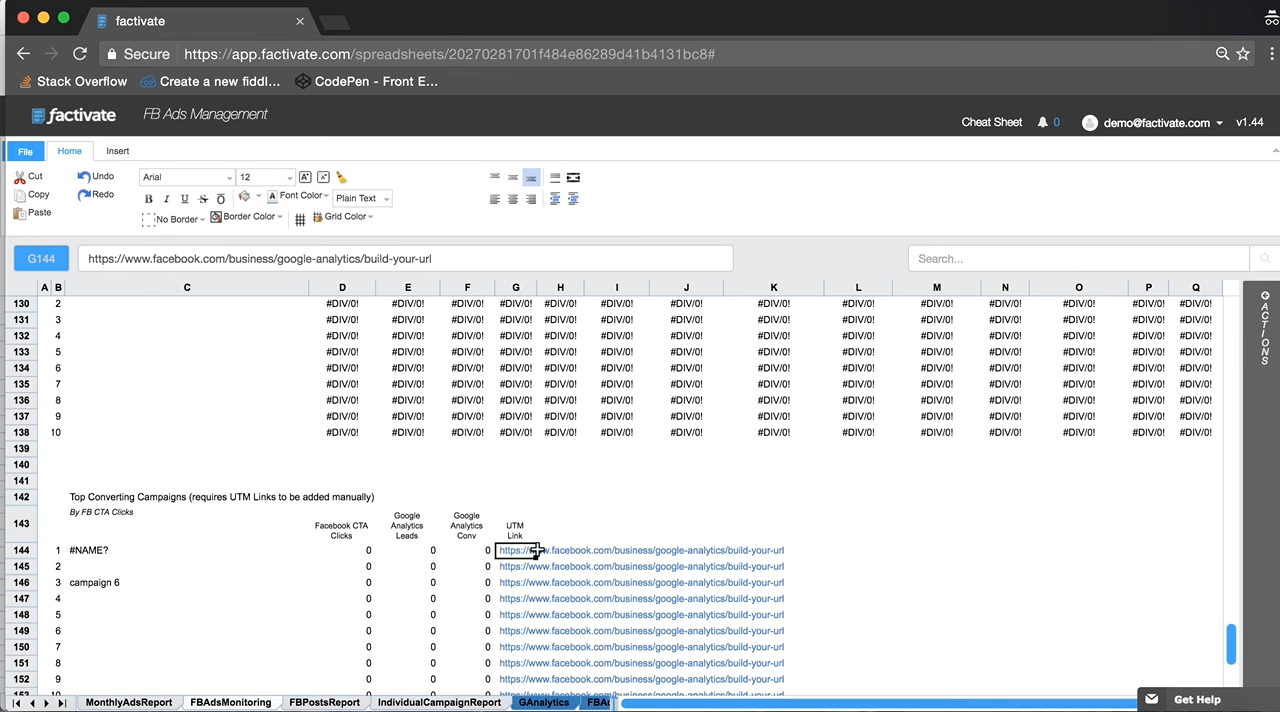 factivate
Secure https://app.factivate.com/spreadsheets/20270281701f484e86289d41b4131bc8#
Stack Overflow Create a new fiddl... CodePen - Front E...
factivate FB Ads Management Cheat Sheet 0 demo@factivate.com v1.44
File Home Insert
Cut Undo Arial 12
Copy Redo B I U S O Font Color Plain Text
Paste No Border Border Color Grid Color
G144 https://www.facebook.com/business/google-analytics/build-your-url Search...
A B C D E F G H I J K L M N O P Q
130 2 #DIV/0! #DIV/0! #DIV/0! #DIV/0! #DIV/0! #DIV/0! #DIV/0! #DIV/0! #DIV/0! #DIV/0! #DIV/0! #DIV/0! #DIV/0! #DIV/0!
131 3 #DIV/0! #DIV/0! #DIV/0! #DIV/0! #DIV/0! #DIV/0! #DIV/0! #DIV/0! #DIV/0! #DIV/0! #DIV/0! #DIV/0! #DIV/0! #DIV/0!
132 4 #DIV/0! #DIV/0! #DIV/0! #DIV/0! #DIV/0! #DIV/0! #DIV/0! #DIV/0! #DIV/0! #DIV/0! #DIV/0! #DIV/0! #DIV/0! #DIV/0!
133 5 #DIV/0! #DIV/0! #DIV/0! #DIV/0! #DIV/0! #DIV/0! #DIV/0! #DIV/0! #DIV/0! #DIV/0! #DIV/0! #DIV/0! #DIV/0! #DIV/0!
134 6 #DIV/0! #DIV/0! #DIV/0! #DIV/0! #DIV/0! #DIV/0! #DIV/0! #DIV/0! #DIV/0! #DIV/0! #DIV/0! #DIV/0! #DIV/0! #DIV/0!
135 7 #DIV/0! #DIV/0! #DIV/0! #DIV/0! #DIV/0! #DIV/0! #DIV/0! #DIV/0! #DIV/0! #DIV/0! #DIV/0! #DIV/0! #DIV/0! #DIV/0!
136 8 #DIV/0! #DIV/0! #DIV/0! #DIV/0! #DIV/0! #DIV/0! #DIV/0! #DIV/0! #DIV/0! #DIV/0! #DIV/0! #DIV/0! #DIV/0! #DIV/0!
137 9 #DIV/0! #DIV/0! #DIV/0! #DIV/0! #DIV/0! #DIV/0! #DIV/0! #DIV/0! #DIV/0! #DIV/0! #DIV/0! #DIV/0! #DIV/0! #DIV/0!
138 10 #DIV/0! #DIV/0! #DIV/0! #DIV/0! #DIV/0! #DIV/0! #DIV/0! #DIV/0! #DIV/0! #DIV/0! #DIV/0! #DIV/0! #DIV/0! #DIV/0!
139
140
141
142 Top Converting Campaigns (requires UTM Links to be added manually)
By FB CTA Clicks
143 Facebook CTA Clicks Google Analytics Leads Google Analytics Conv UTM Link
144 1 #NAME? 0 0 0 https://www.facebook.com/business/google-analytics/build-your-url
145 2 https://www.facebook.com/business/google-analytics/build-your-url
146 3 campaign 6 0 0 0 https://www.facebook.com/business/google-analytics/build-your-url
147 4 0 0 0 https://www.facebook.com/business/google-analytics/build-your-url
148 5 0 0 0 https://www.facebook.com/business/google-analytics/build-your-url
149 6 0 0 0 https://www.facebook.com/business/google-analytics/build-your-url
150 7 0 0 0 https://www.facebook.com/business/google-analytics/build-your-url
151 8 0 0 0 https://www.facebook.com/business/google-analytics/build-your-url
152 9 0 0 0 https://www.facebook.com/business/google-analytics/build-your-url
153 10 0 0 0 https://www.facebook.com/business/google-analytics/build-your-url
MonthlyAdsReport FBAdsMonitoring FBPostsReport IndividualCampaignReport GAnalytics FBAd
Get Help
ACTIONS